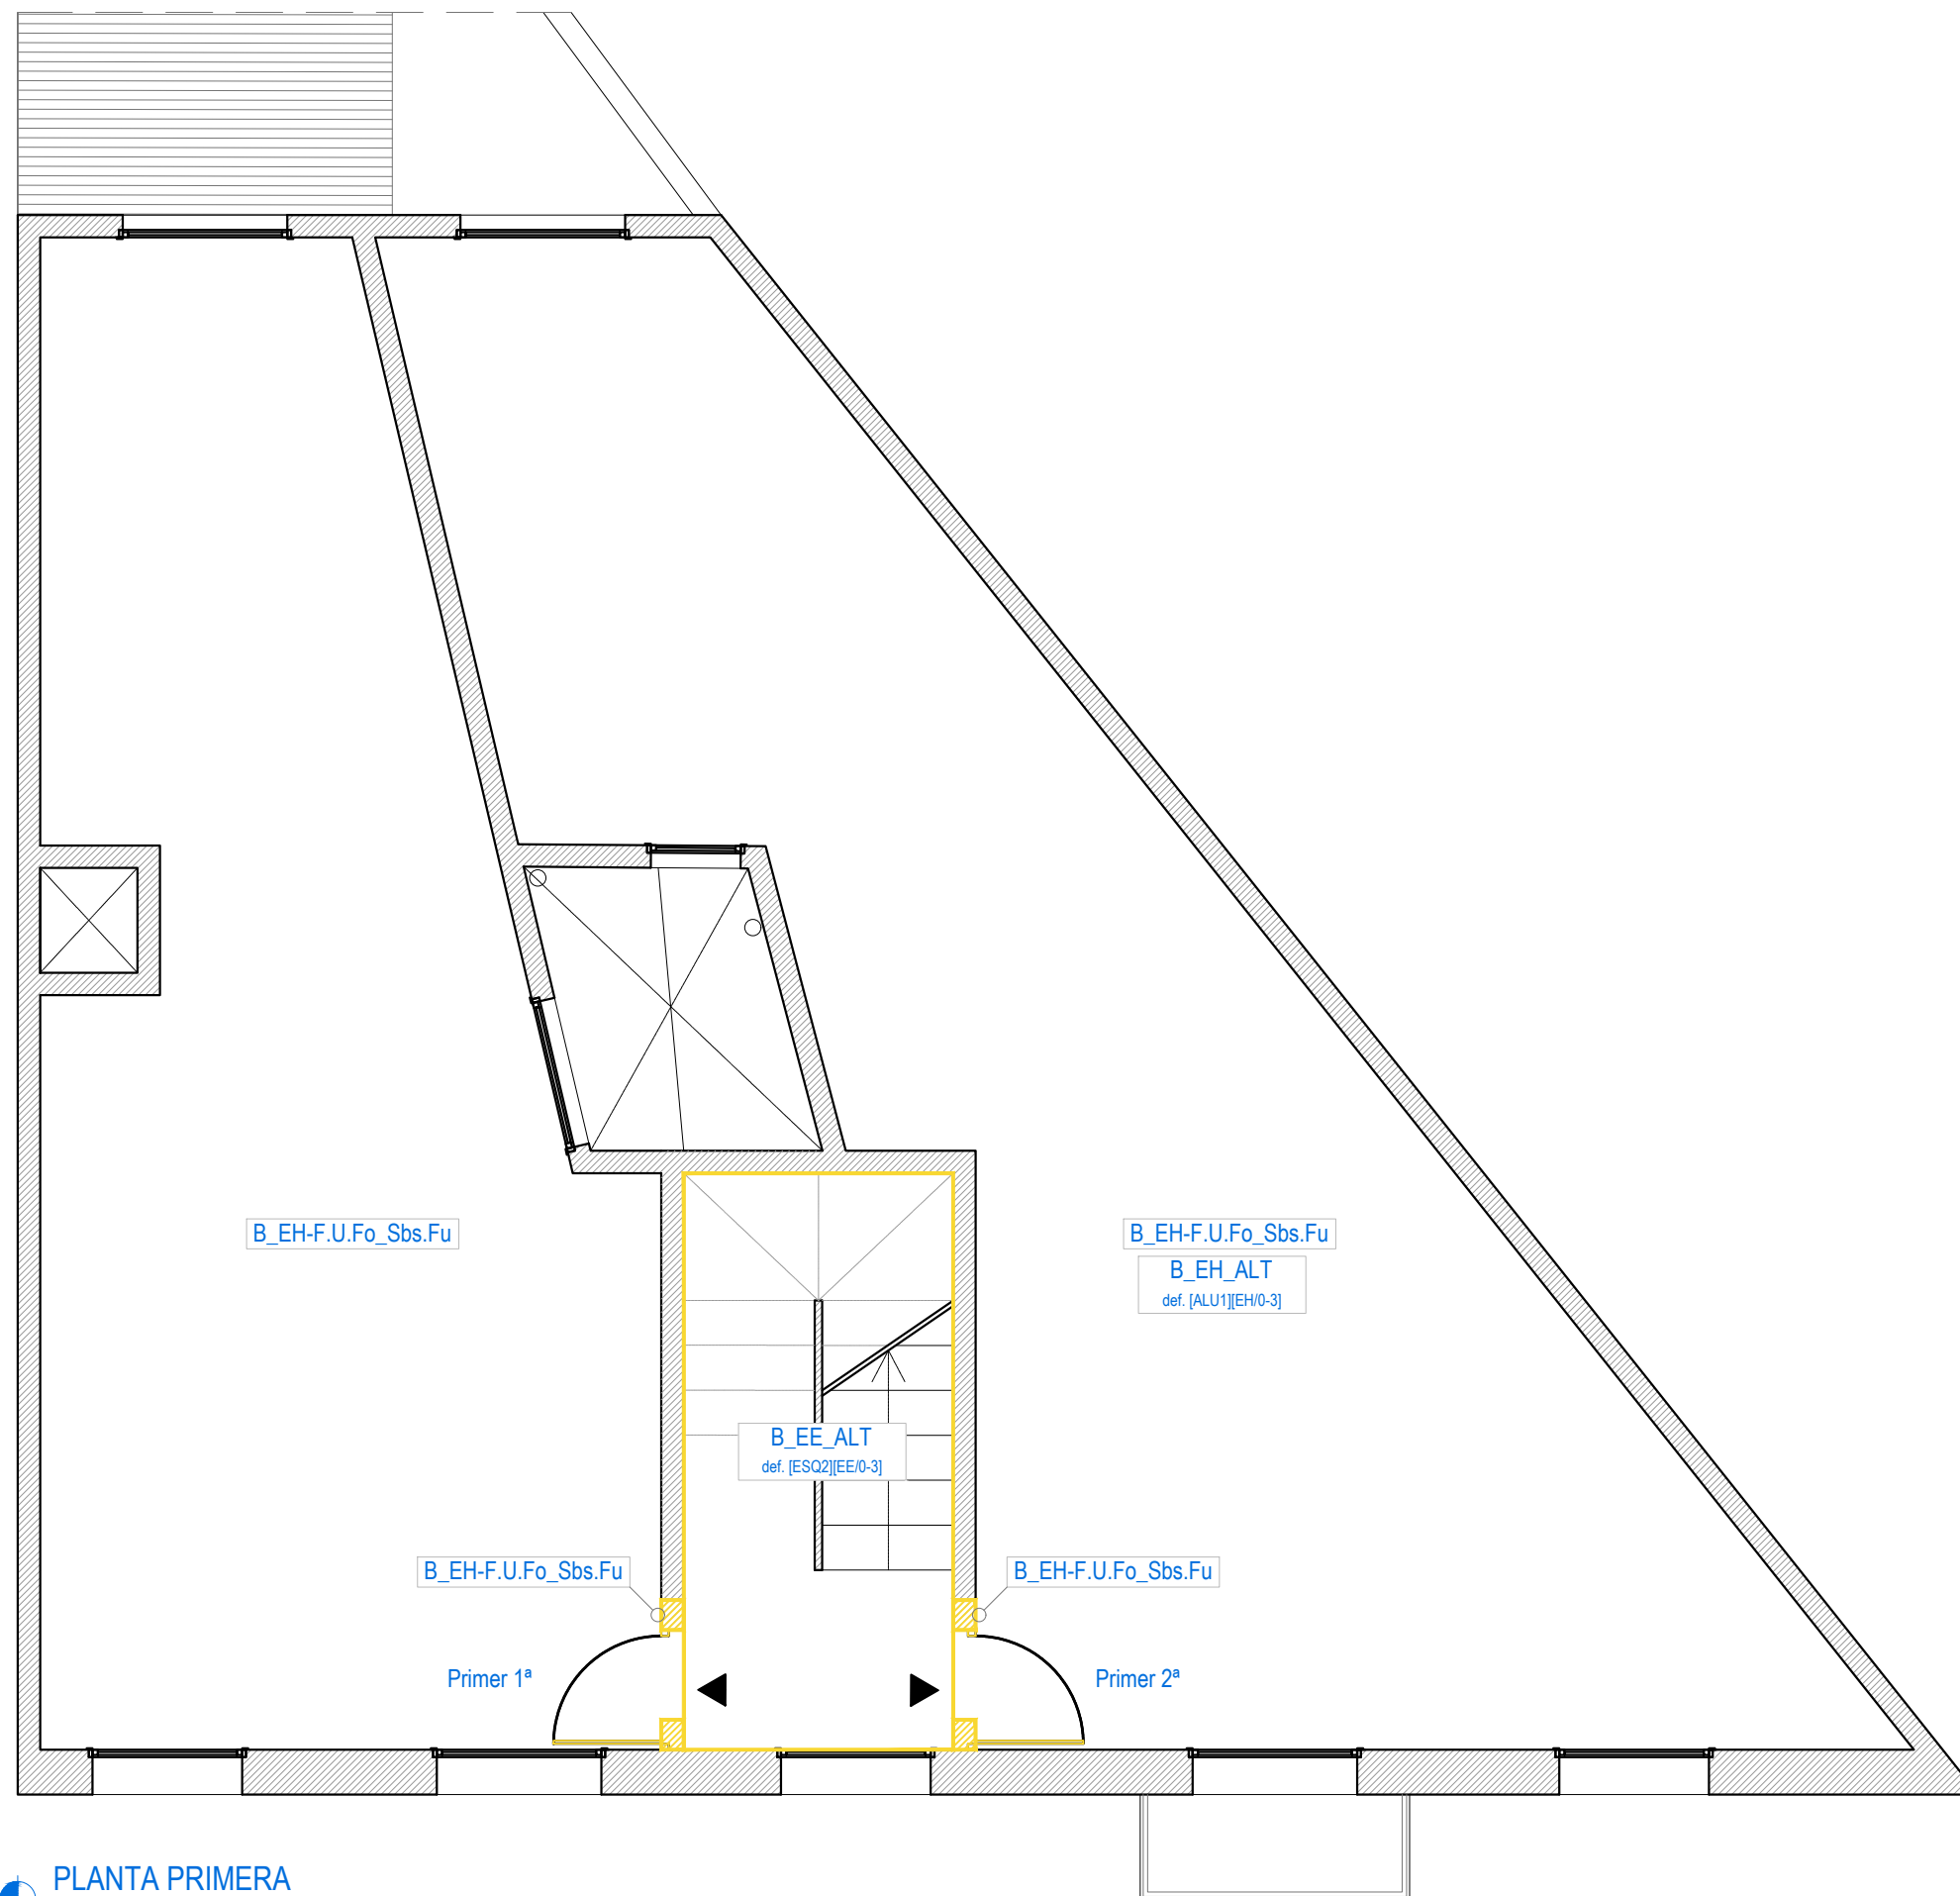 B_EH-F.U.Fo_Sbs.Fu
B_EH-F.U.Fo_Sbs.Fu
B_EH_ALT
def. [ALU1][EH/0-3]
B_EE_ALT
def. [ESQ2][EE/0-3]
B_EH-F.U.Fo_Sbs.Fu
B_EH-F.U.Fo_Sbs.Fu
Primer 1ª
Primer 2ª
PLANTA PRIMERA